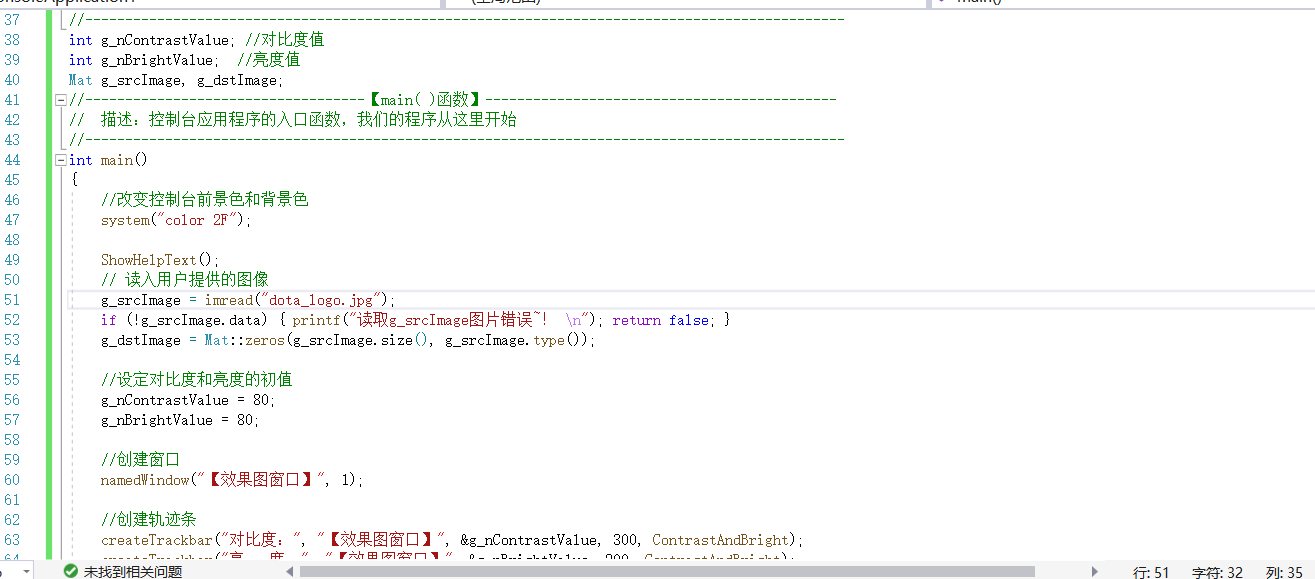 37 //-----------------------------------------------------------------------------------------------
38 int g_nContrastValue; //对比度值
39 int g_nBrightValue;  //亮度值
40 Mat g_srcImage, g_dstImage;
41 //-----------------------------------【main( )函数】--------------------------------------------
42 //  描述：控制台应用程序的入口函数，我们的程序从这里开始
43 //-----------------------------------------------------------------------------------------------
44 int main()
45 {
46     //改变控制台前景色和背景色
47     system("color 2F");
48
49     ShowHelpText();
50     // 读入用户提供的图像
51     g_srcImage = imread("dota_logo.jpg");
52     if (!g_srcImage.data) { printf("读取g_srcImage图片错误~！ \n"); return false; }
53     g_dstImage = Mat::zeros(g_srcImage.size(), g_srcImage.type());
54
55     //设定对比度和亮度的初值
56     g_nContrastValue = 80;
57     g_nBrightValue = 80;
58
59     //创建窗口
60     namedWindow("【效果图窗口】", 1);
61
62     //创建轨迹条
63     createTrackbar("对比度：", "【效果图窗口】", &g_nContrastValue, 300, ContrastAndBright);
未找到相关问题 行: 51 字符: 32 列: 35